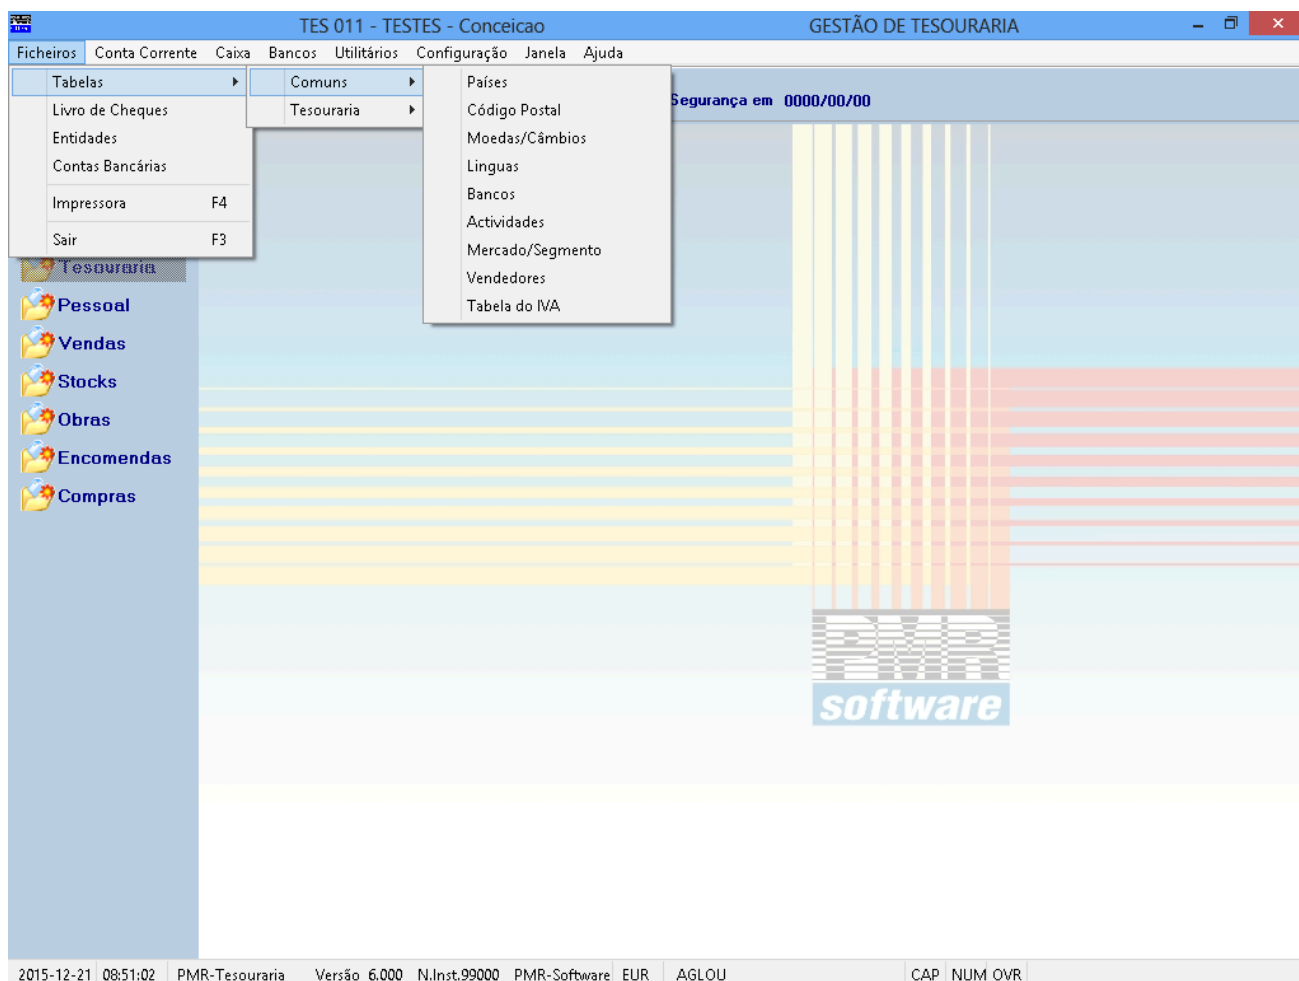 TES 011 - TESTES - Conceicao GESTÃO DE TESOURARIA
Ficheiros Conta Corrente Caixa Bancos Utilitários Configuração Janela Ajuda
Tabelas
Livro de Cheques
Entidades
Contas Bancárias
Impressora F4
Sair F3
Comuns
Tesouraria
Países
Código Postal
Moedas/Câmbios
Linguas
Bancos
Actividades
Mercado/Segmento
Vendedores
Tabela do IVA
Segurança em 0000/00/00
Tesouraria
Pessoal
Vendas
Stocks
Obras
Encomendas
Compras
PMR
software
2015-12-21 08:51:02 PMR-Tesouraria Versão 6.000 N.Inst.99000 PMR-Software EUR AGLOU CAP NUM OVR